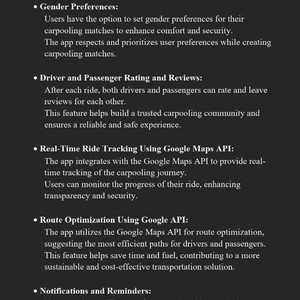 • Gender Preferences:
Users have the option to set gender preferences for their
carpooling matches to enhance comfort and security.
The app respects and prioritizes user preferences while creating
carpooling matches.
• Driver and Passenger Rating and Reviews:
After each ride, both drivers and passengers can rate and leave
reviews for each other.
This feature helps build a trusted carpooling community and
ensures a reliable and safe experience.
• Real-Time Ride Tracking Using Google Maps API:
The app integrates with the Google Maps API to provide real-
time tracking of the carpooling journey.
Users can monitor the progress of their ride, enhancing
transparency and security.
• Route Optimization Using Google API:
The app utilizes the Google Maps API for route optimization,
suggesting the most efficient paths for drivers and passengers.
This feature helps save time and fuel, contributing to a more
sustainable and cost-effective transportation solution.
• Notifications and Reminders: